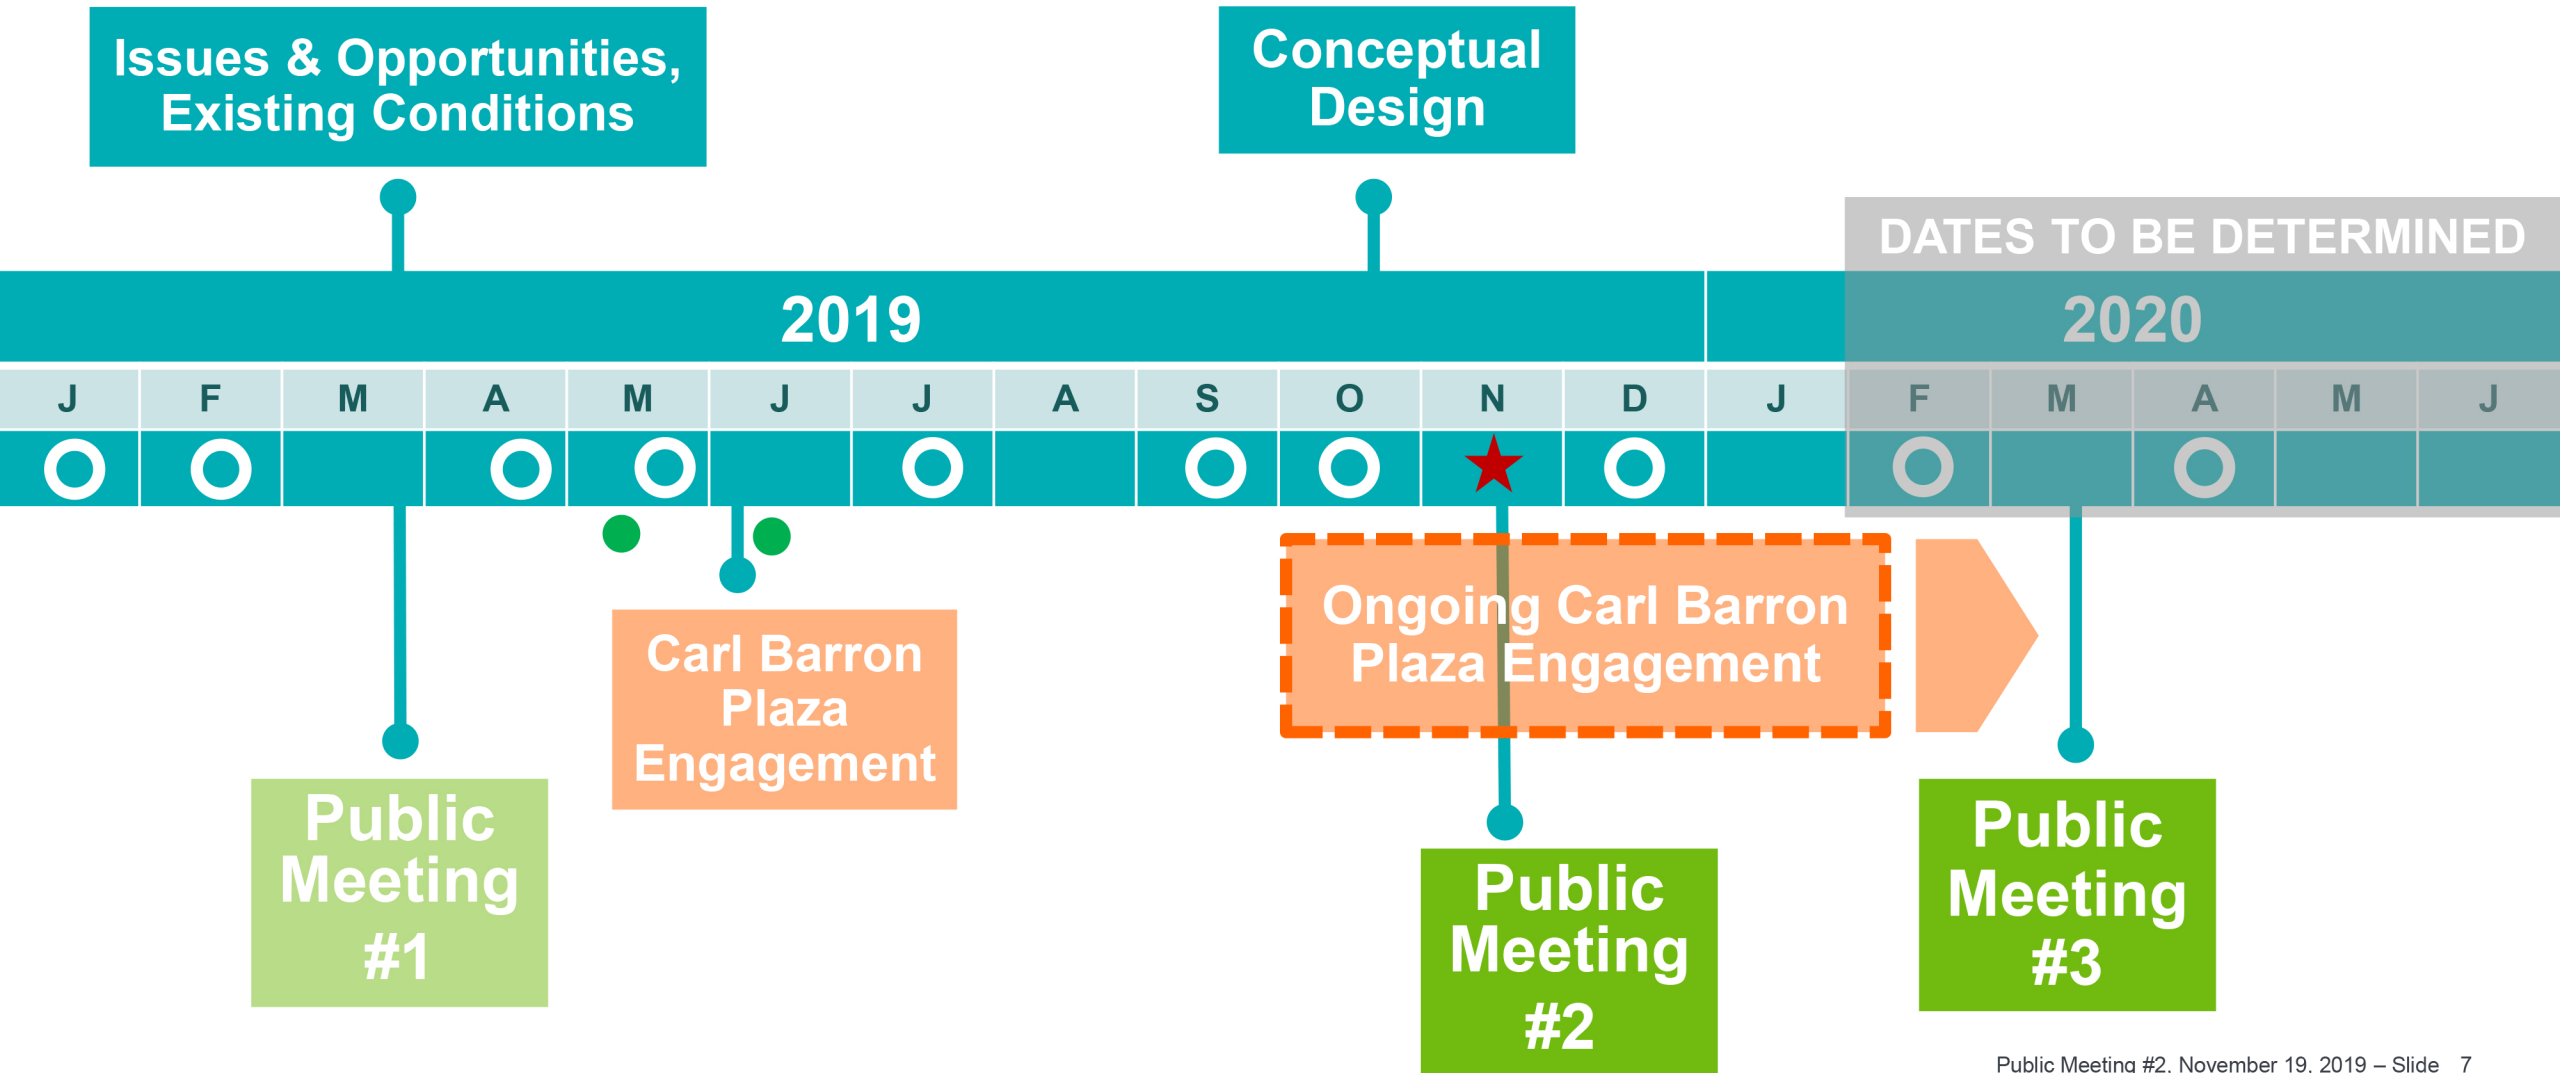 Issues & Opportunities,
Existing Conditions
Conceptual
Design
DATES TO BE DETERMINED
2019
2020
J F M A M J J A S O N D J F M A M J
Ongoing Carl Barron
Plaza Engagement
Carl Barron
Plaza
Engagement
Public
Meeting
#1
Public
Meeting
#2
Public
Meeting
#3
Public Meeting #2, November 19, 2019 – Slide 7